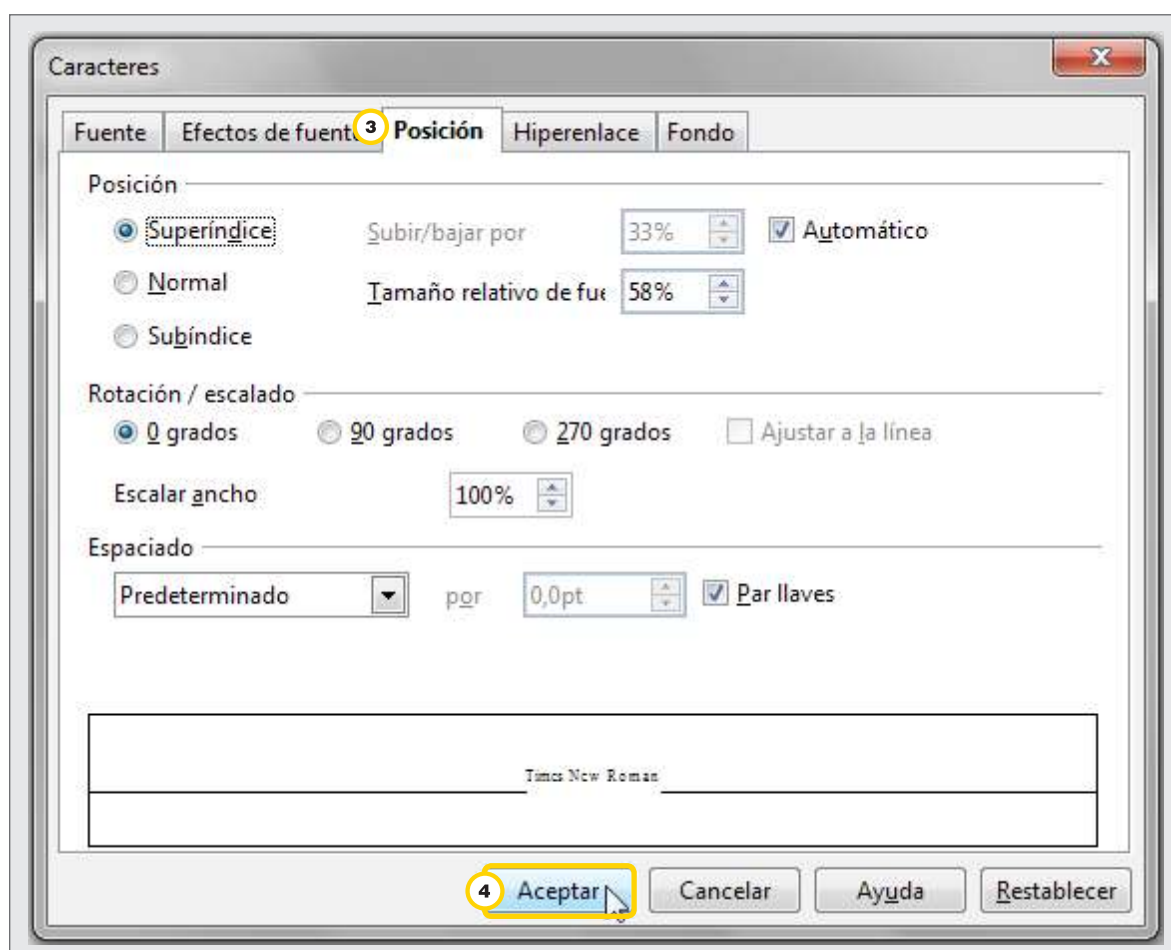 Caracteres
Fuente Efectos de fuente 3 Posición Hiperenlace Fondo
Posición
Superíndice Subir/bajar por 33% Automático
Normal Tamaño relativo de fue 58%
Subíndice
Rotación / escalado
0 grados 90 grados 270 grados Ajustar a la línea
Escalar ancho 100%
Espaciado
Predeterminado por 0,0pt Par llaves
Times New Roman
4 Aceptar Cancelar Ayuda Restablecer